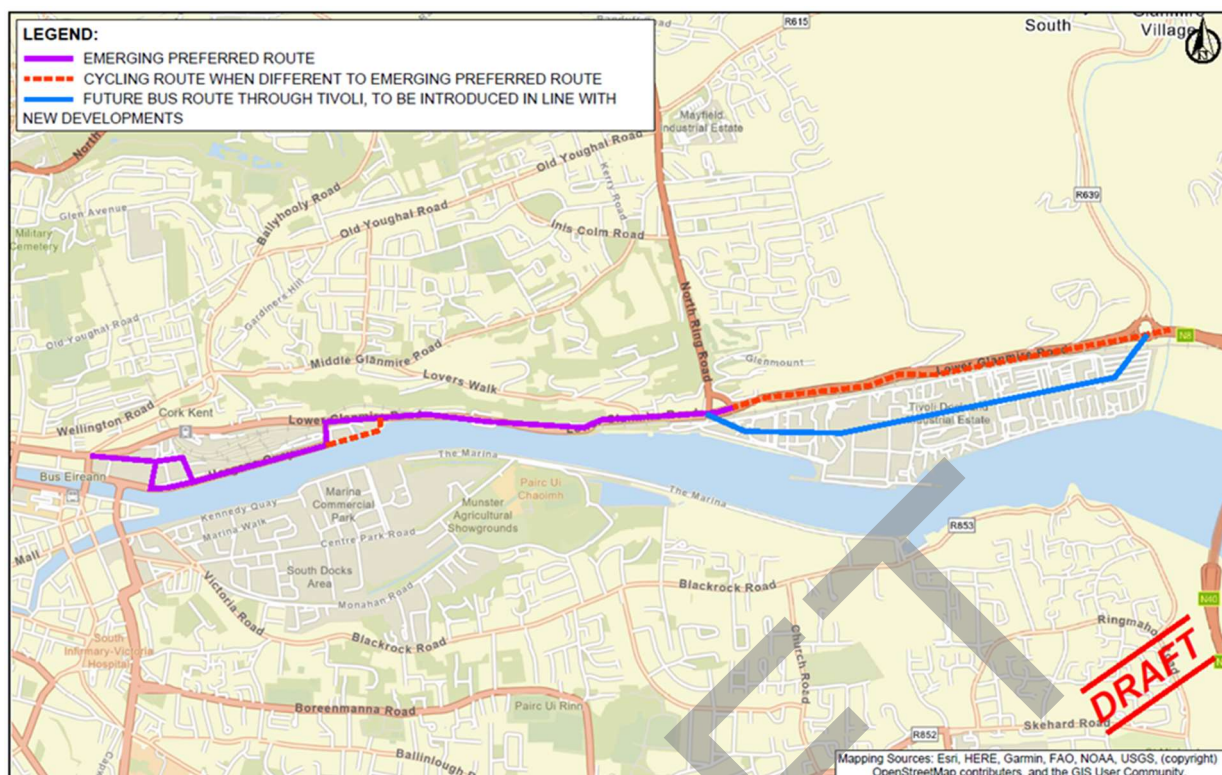 LEGEND:
EMERGING PREFERRED ROUTE
CYCLING ROUTE WHEN DIFFERENT TO EMERGING PREFERRED ROUTE
FUTURE BUS ROUTE THROUGH TIVOLI, TO BE INTRODUCED IN LINE WITH
NEW DEVELOPMENTS
R615
South
Village
N
Mayfield
Industrial Estate
North
Old Youghal Road
Kerry Road
Ballyhooly Road
Glen Avenue
R639
Military
Cemetery
Old Youghal Road
Inis Colm Road
Gardiners Hill
North Ring Road
Old Youghal Road
Middle Glanmire Road
Glenmount
Lower Glanmire Road
N8
Lovers Walk
Wellington Road
Cork Kent
Lower Glanmire Road
Tivoli Dock and
Industrial Estate
Bus Eireann
The Marina
Pairc Ui
Chaoimh
The Marina
Kennedy Quay
Marina
Commercial
Park
Munster
Agricultural
Showgrounds
Marina Walk
Centre Park Road
R853
Mall
South Docks
Area
Blackrock Road
Victoria Road
Monahan Road
N40
South
Infirmary-Victoria
Hospital
Blackrock Road
Church Road
DRAFT
Boreenmanna Road
Pairc Ui Rinn
Skehard Road
R852
Mapping Sources: Esri, HERE, Garmin, FAO, NOAA, USGS, (copyright)
OpenStreetMap contributors, and the GIS User Community